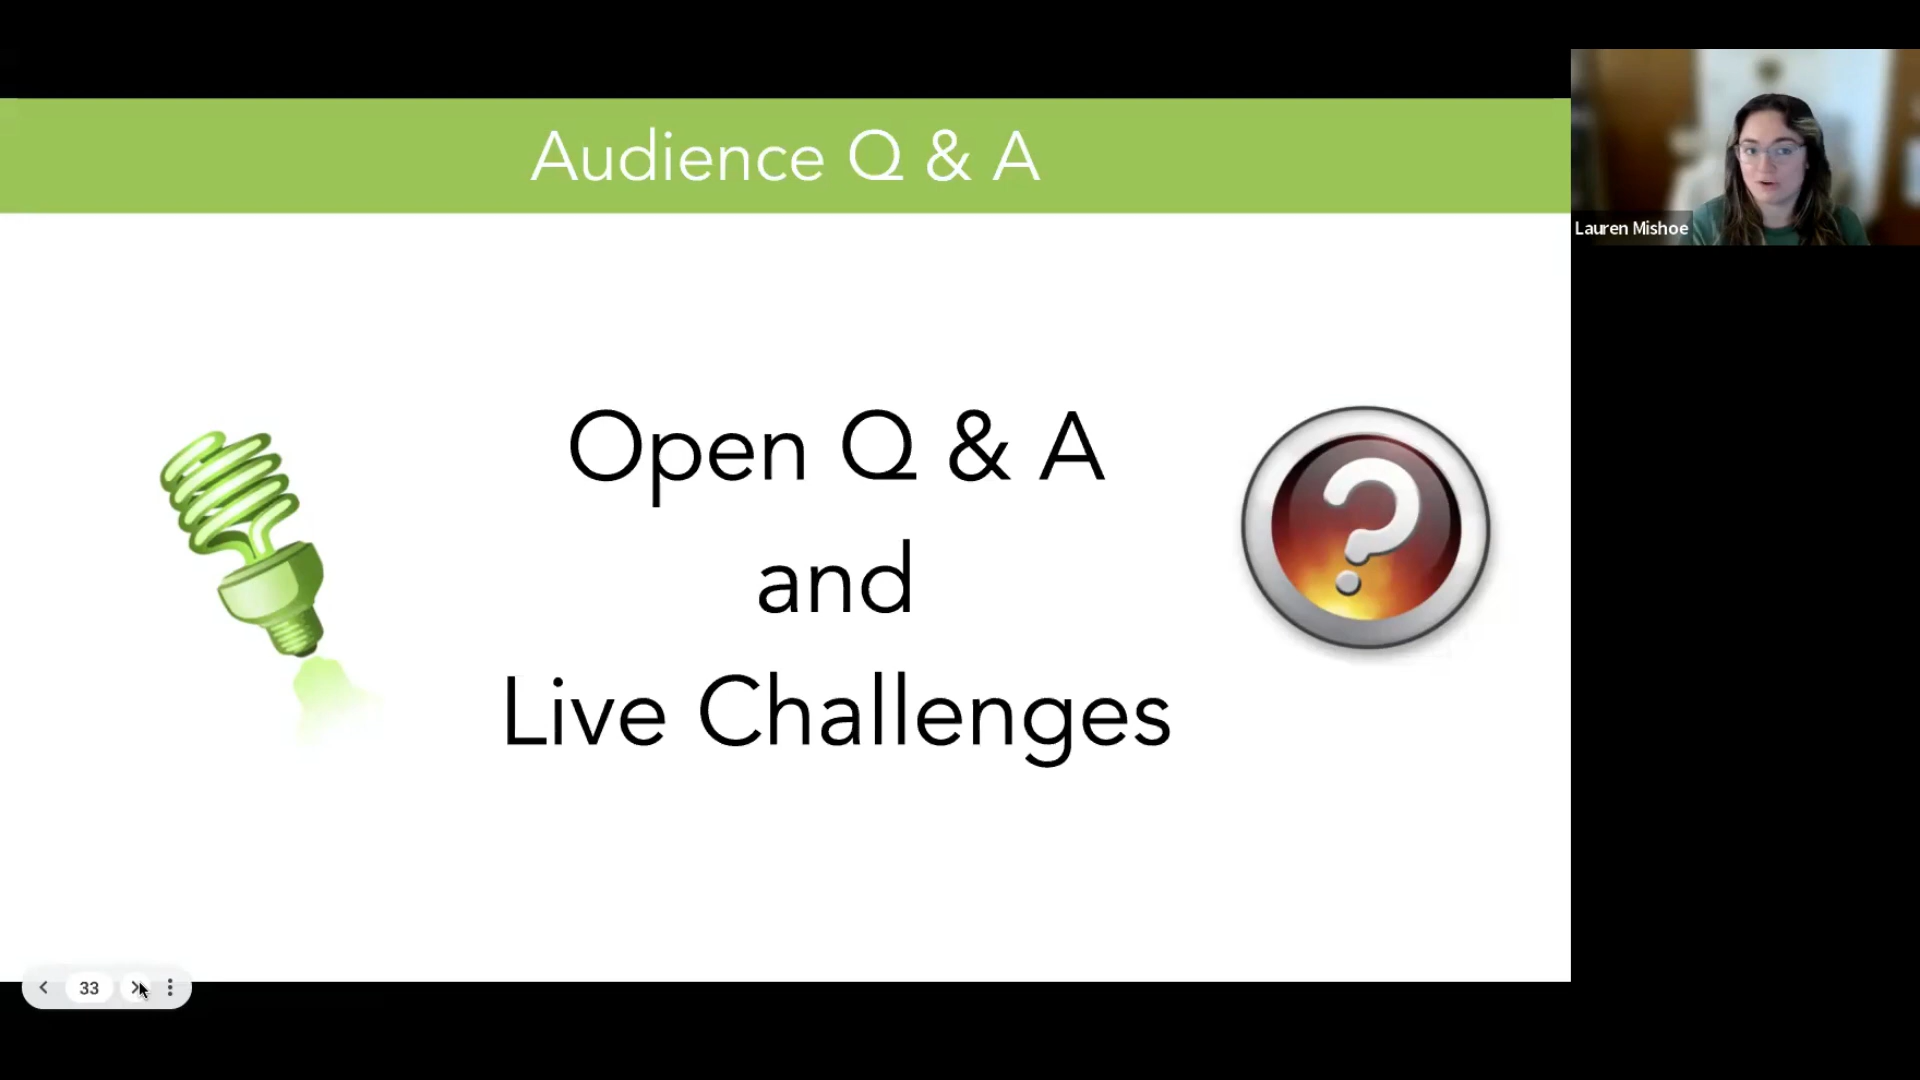 Audience Q & A
Lauren Mishoe
Open Q & A
and
Live Challenges
33